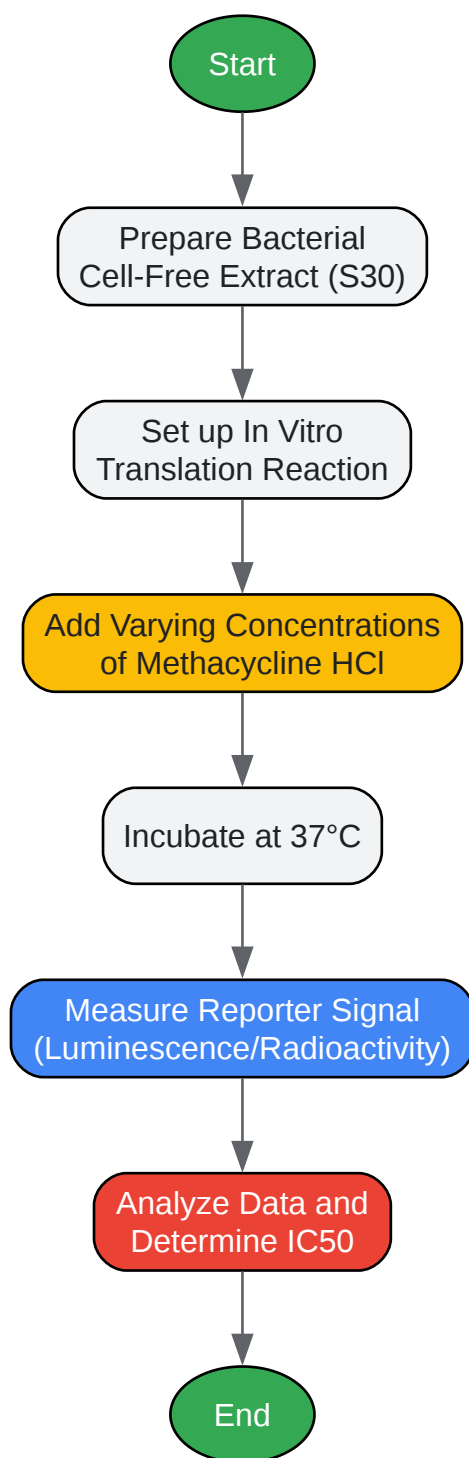 Start
Prepare Bacterial
Cell-Free Extract (S30)
Set up In Vitro
Translation Reaction
Add Varying Concentrations
of Methacycline HCl
Incubate at 37°C
Measure Reporter Signal
(Luminescence/Radioactivity)
Analyze Data and
Determine IC50
End